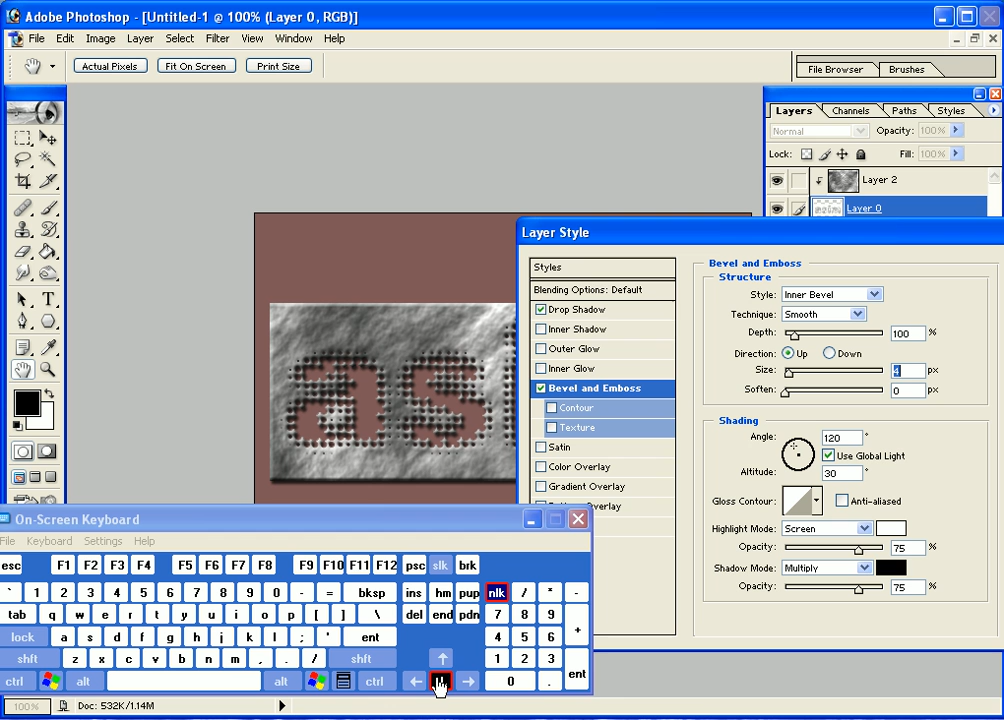 Adobe Photoshop - [Untitled-1 @ 100% (Layer 0, RGB)]
File Edit Image Layer Select Filter View Window Help
Actual Pixels Fit On Screen Print Size File Browser Brushes
Layers Channels Paths Styles
Normal Opacity: 100%
Lock: Fill: 100%
Layer 2
Layer 0
Layer Style
Styles
Blending Options: Default
Drop Shadow
Inner Shadow
Outer Glow
Inner Glow
Bevel and Emboss
Contour
Texture
Satin
Color Overlay
Gradient Overlay
Overlay
Bevel and Emboss
Structure
Style: Inner Bevel
Technique: Smooth
Depth: 100 %
Direction: Up Down
Size: 4 px
Soften: 0 px
Shading
Angle: 120 °
Use Global Light
Altitude: 30 °
Gloss Contour: Anti-aliased
Highlight Mode: Screen
Opacity: 75 %
Shadow Mode: Multiply
Opacity: 75 %
as
On-Screen Keyboard
File Keyboard Settings Help
esc F1 F2 F3 F4 F5 F6 F7 F8 F9 F10 F11 F12 psc slk brk
` 1 2 3 4 5 6 7 8 9 0 - = bksp ins hm pup nlk / * -
tab q w e r t y u i o p [ ] \ del end pdn 7 8 9 +
lock a s d f g h j k l ; ' ent 4 5 6
shft z x c v b n m , . / shft ↑ 1 2 3 ent
ctrl alt alt ctrl ← → 0 .
100% Doc: 532K/1.14M